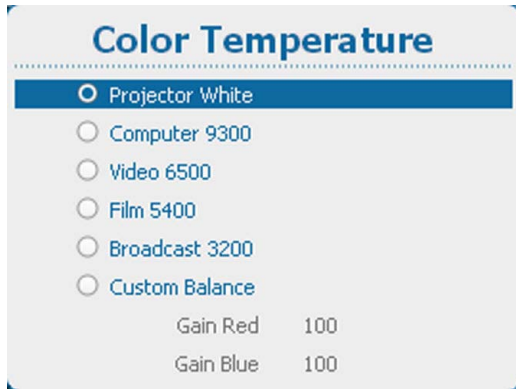 Color Temperature
Projector White
Computer 9300
Video 6500
Film 5400
Broadcast 3200
Custom Balance
Gain Red 100
Gain Blue 100